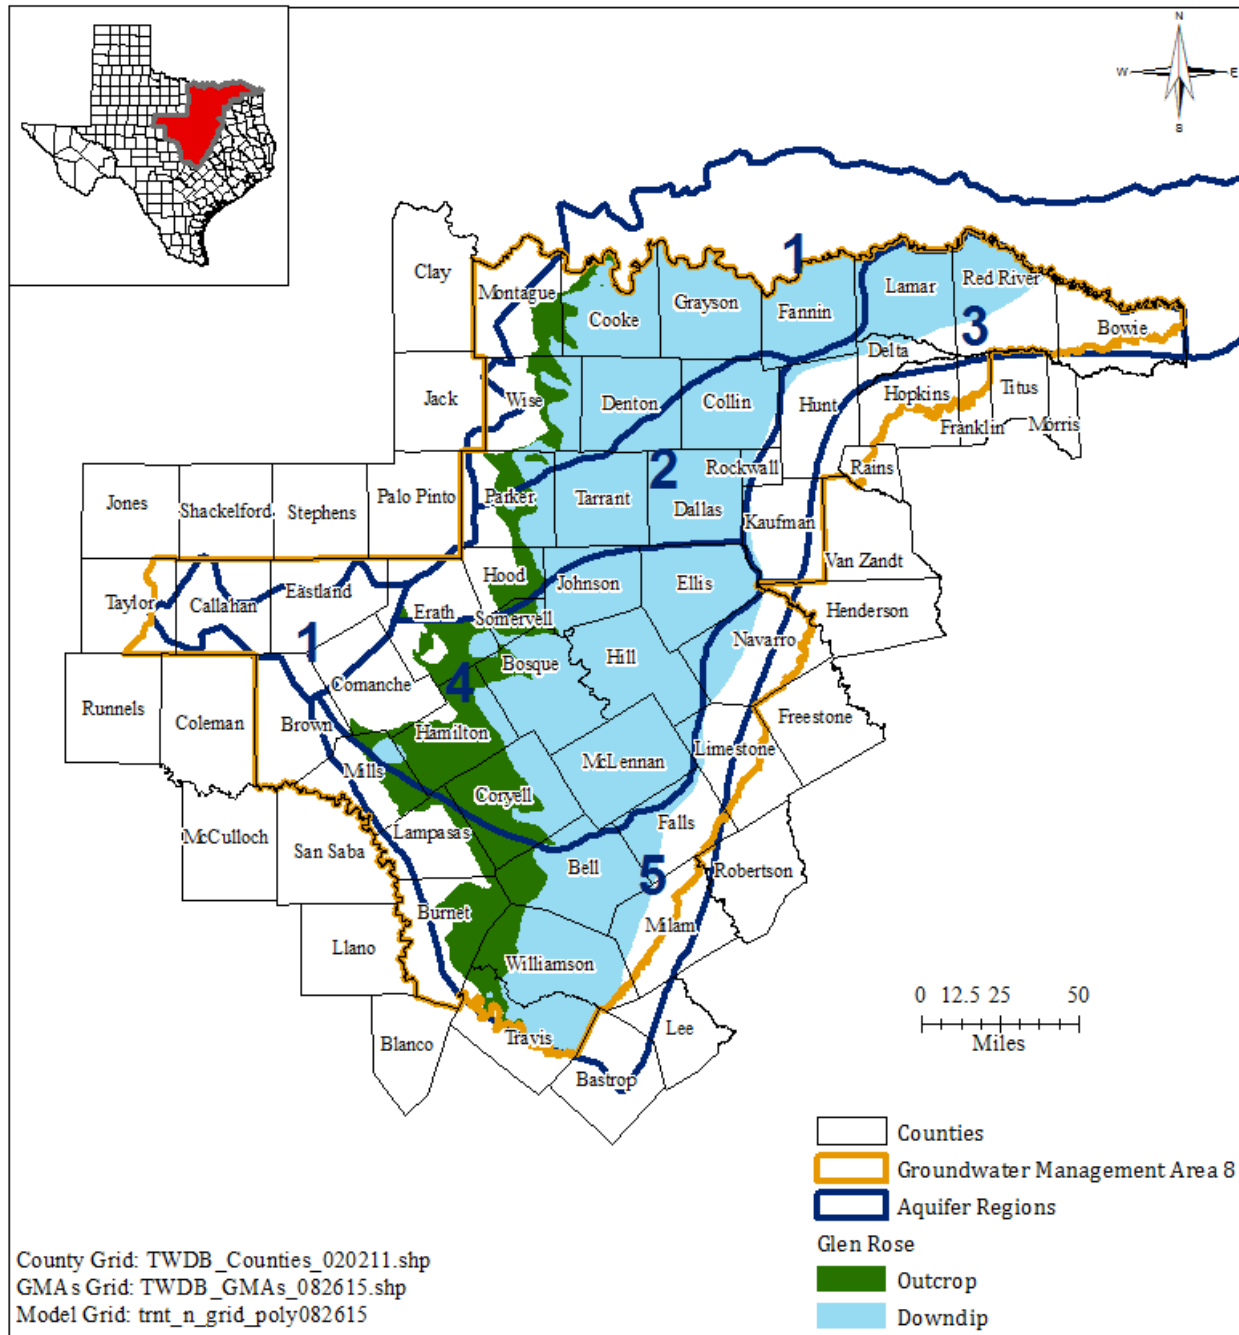 N
W E
S
1
Clay
Montague
Cooke
Grayson
Fannin
Lamar
Red River
3
Bowie
Delta
Jack
Wise
Denton
Collin
Hunt
Hopkins
Titus
Franklin
Morris
2
Rockwall
Rains
Jones
Shackelford
Stephens
Palo Pinto
Parker
Tarrant
Dallas
Kaufman
Van Zandt
Taylor
Callahan
Eastland
Hood
Johnson
Ellis
Henderson
Erath
Somervell
1
Navarro
Bosque
Hill
Runnels
Coleman
Comanche
4
Freestone
Brown
Hamilton
Limestone
Mills
McLennan
Coryell
McCulloch
San Saba
Lampasas
Falls
Bell
5
Robertson
Burnet
Milam
Llano
Williamson
Travis
Lee
Blanco
Bastrop
0 12.5 25 50
Miles
Counties
Groundwater Management Area 8
Aquifer Regions
Glen Rose
Outcrop
Downdip
County Grid: TWDB_Counties_020211.shp
GMAs Grid: TWDB_GMAs_082615.shp
Model Grid: trnt_n_grid_poly082615